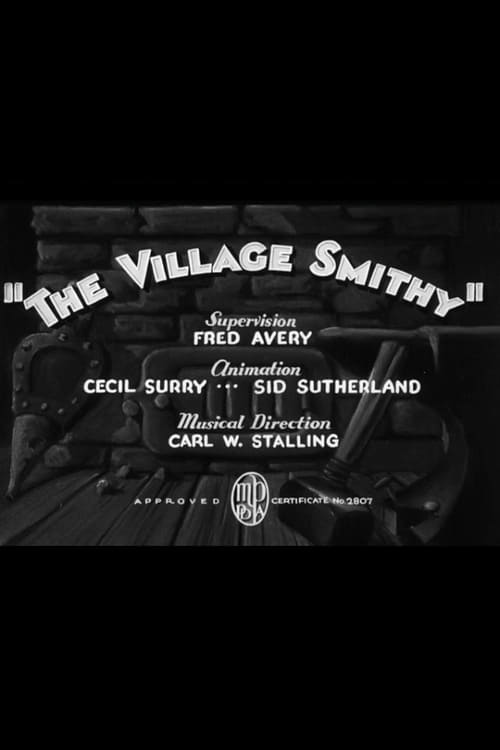 "THE VILLAGE SMITHY"
Supervision
FRED AVERY
Animation
CECIL SURRY ··· SID SUTHERLAND
Musical Direction
CARL W. STALLING
APPROVED MPPDA CERTIFICATE No. 2807